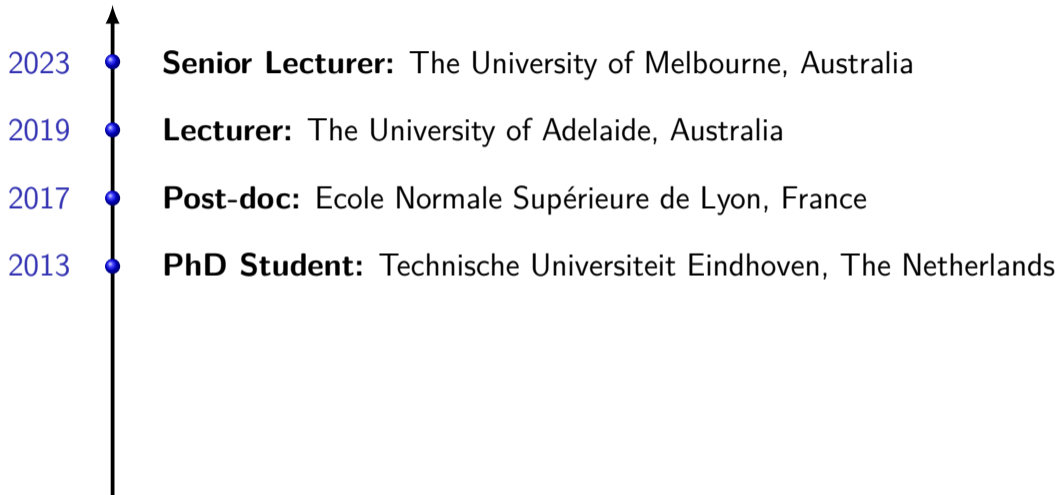 2023 Senior Lecturer: The University of Melbourne, Australia
2019 Lecturer: The University of Adelaide, Australia
2017 Post-doc: Ecole Normale Supérieure de Lyon, France
2013 PhD Student: Technische Universiteit Eindhoven, The Netherlands